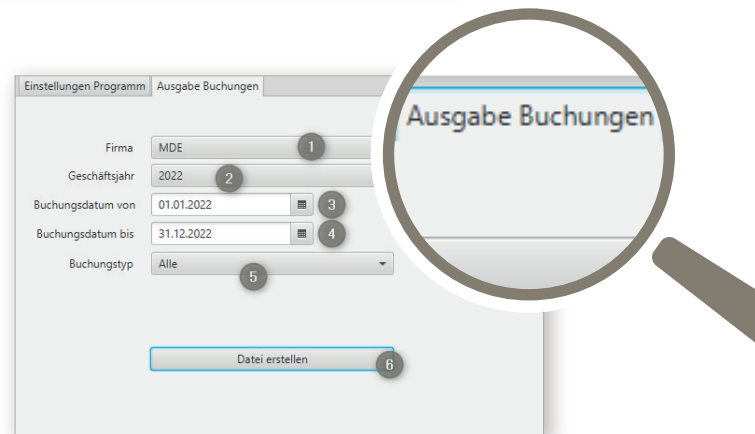 Einstellungen Programm Ausgabe Buchungen
Ausgabe Buchungen
Firma MDE 1
Geschäftsjahr 2022 2
Buchungsdatum von 01.01.2022 3
Buchungsdatum bis 31.12.2022 4
Buchungstyp Alle 5
Datei erstellen 6